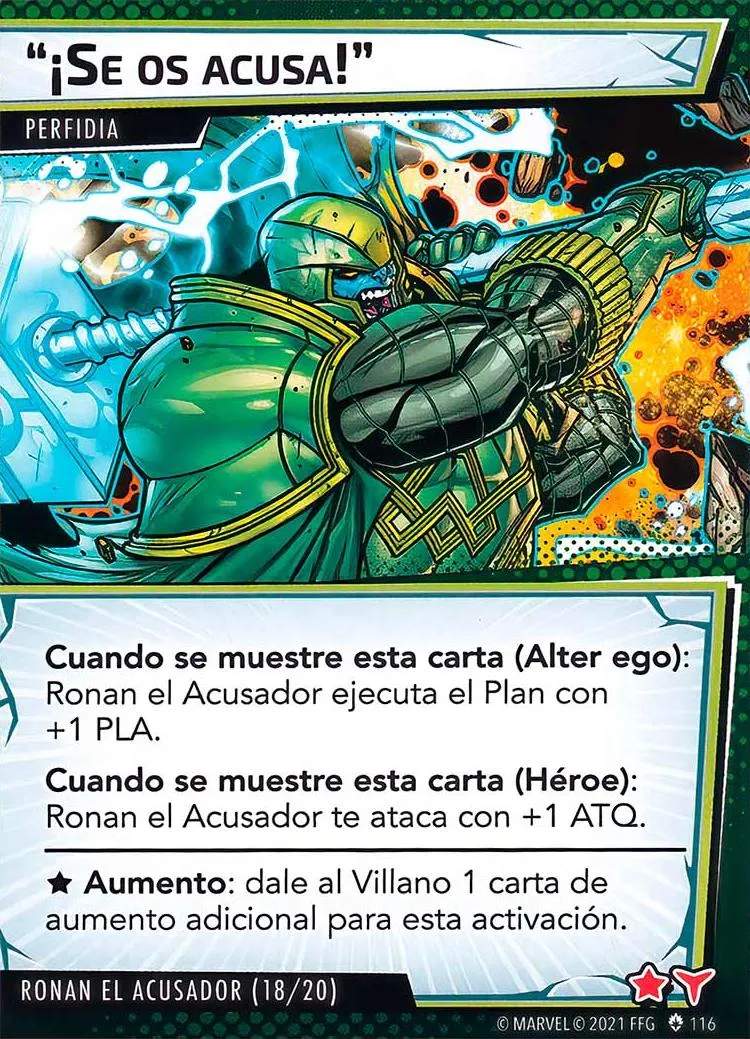 “¡Se os acusa!”
PERFIDIA
Cuando se muestre esta carta (Alter ego):
Ronan el Acusador ejecuta el Plan con
+1 PLA.
Cuando se muestre esta carta (Héroe):
Ronan el Acusador te ataca con +1 ATQ.
★ Aumento: dale al Villano 1 carta de
aumento adicional para esta activación.
RONAN EL ACUSADOR (18/20)
© MARVEL © 2021 FFG 116